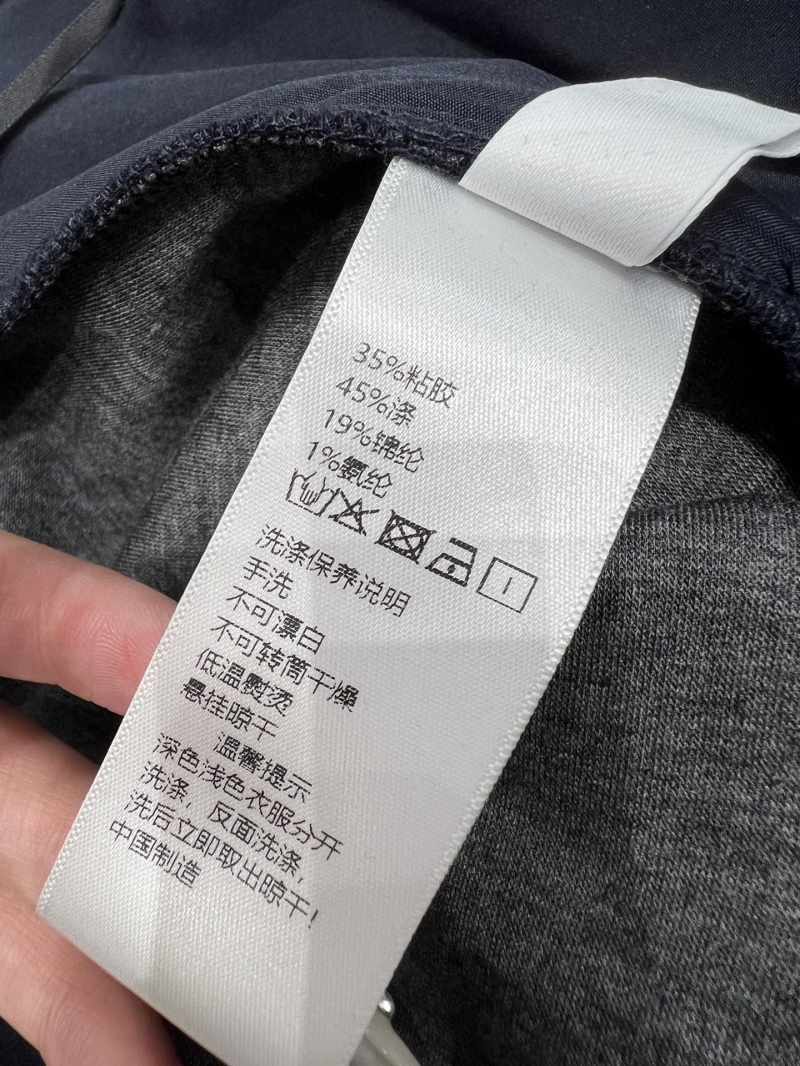 35%粘胶
45%涤
19%锦纶
1%氨纶
洗涤保养说明
手洗
不可漂白
不可转筒干燥
低温熨烫
悬挂晾干
温馨提示
深色浅色衣服分开
洗涤，反面洗涤，
洗后立即取出晾干！
中国制造